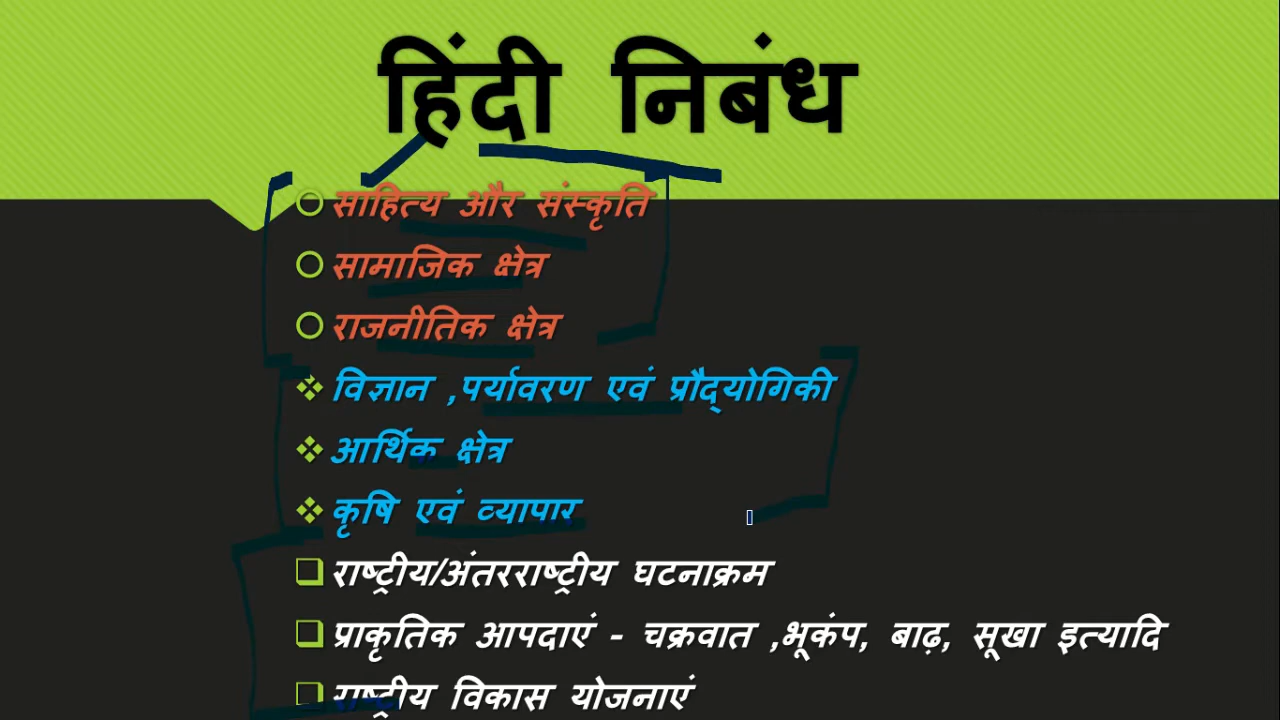 हिंदी निबंध
साहित्य और संस्कृति
सामाजिक क्षेत्र
राजनीतिक क्षेत्र
विज्ञान ,पर्यावरण एवं प्रौद्योगिकी
आर्थिक क्षेत्र
कृषि एवं व्यापार
राष्ट्रीय/अंतरराष्ट्रीय घटनाक्रम
प्राकृतिक आपदाएं - चक्रवात ,भूकंप, बाढ़, सूखा इत्यादि
राष्ट्रीय विकास योजनाएं